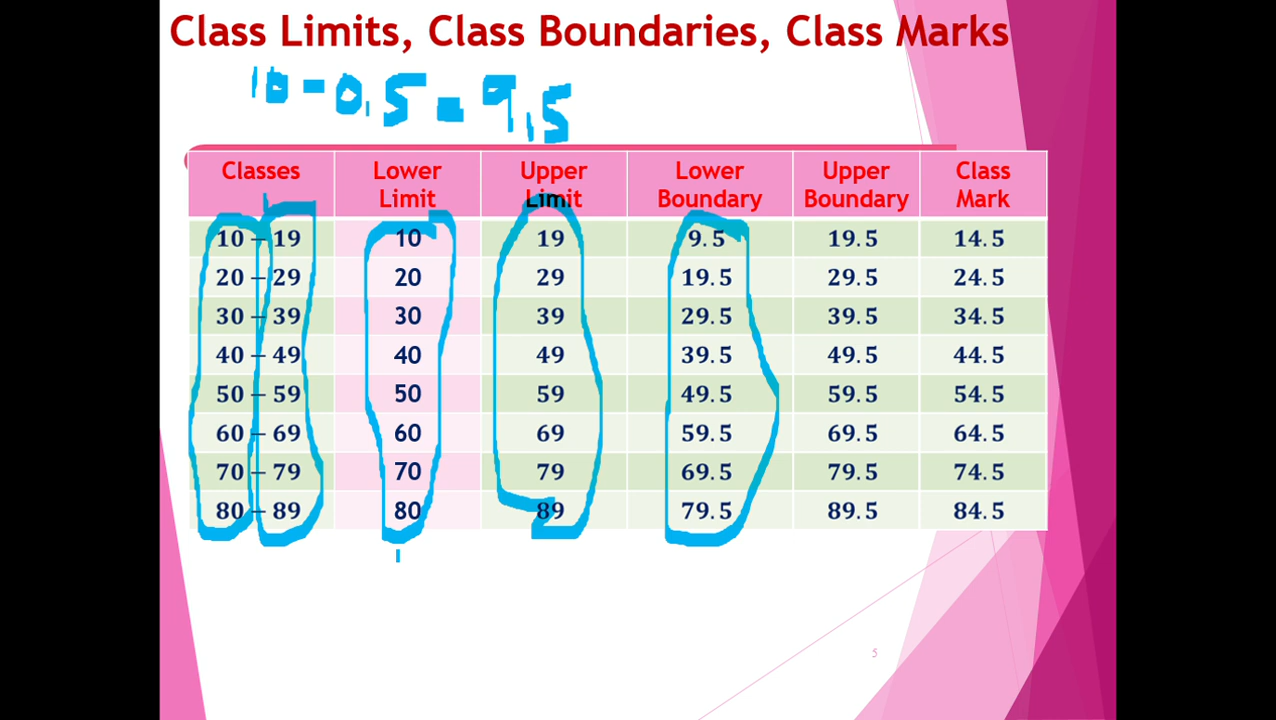 Class Limits, Class Boundaries, Class Marks
10 - 0.5 = 9.5
Classes Lower Limit Upper Limit Lower Boundary Upper Boundary Class Mark
10 – 19 10 19 9.5 19.5 14.5
20 – 29 20 29 19.5 29.5 24.5
30 – 39 30 39 29.5 39.5 34.5
40 – 49 40 49 39.5 49.5 44.5
50 – 59 50 59 49.5 59.5 54.5
60 – 69 60 69 59.5 69.5 64.5
70 – 79 70 79 69.5 79.5 74.5
80 – 89 80 89 79.5 89.5 84.5
5